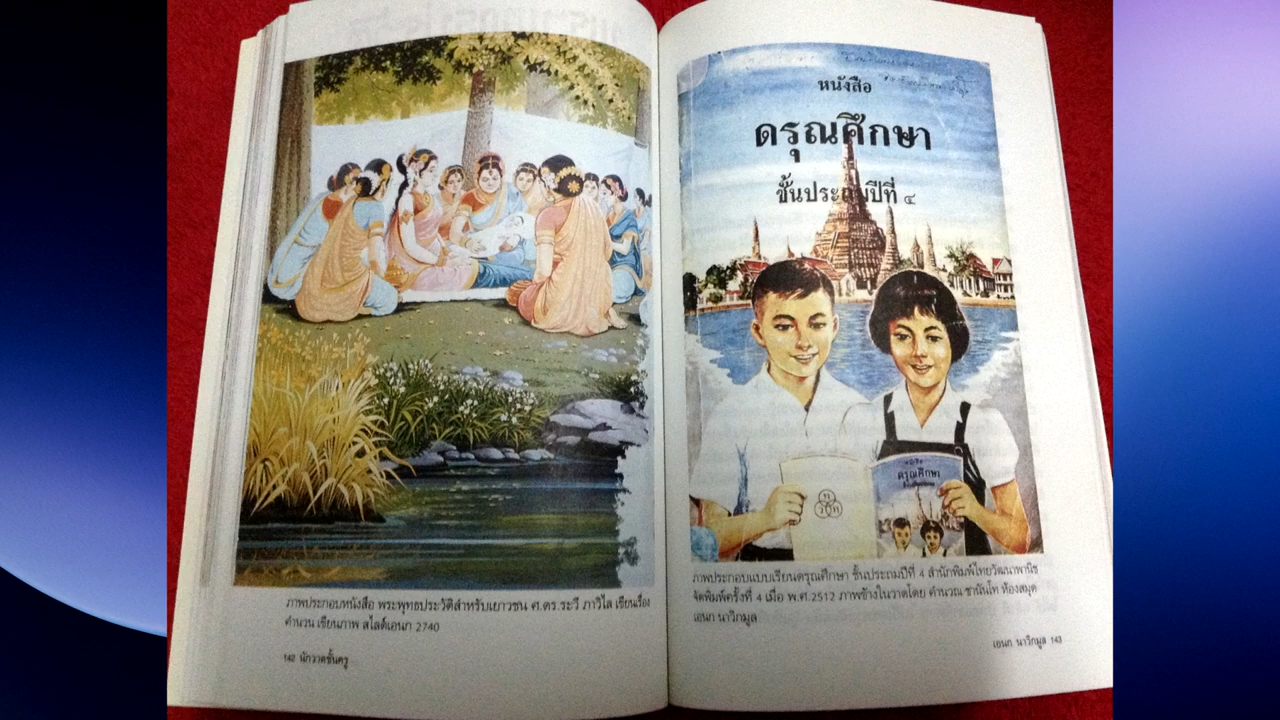 ภาพประกอบหนังสือ พระพุทธประวัติสำหรับเยาวชน ศ.ดร.ระวี ภาวิไล เขียนเรื่อง
คำนวน เขียนภาพ สไลด์เอนก 2740
142 นักวาดชั้นครู
หนังสือ
ดรุณศึกษา
ชั้นประถมปีที่ ๔
หนังสือ
ดรุณศึกษา
ภาพประกอบแบบเรียนดรุณศึกษา ชั้นประถมปีที่ 4 สำนักพิมพ์ไทยวัฒนาพานิช
จัดพิมพ์ครั้งที่ 4 เมื่อ พ.ศ.2512 ภาพข้างในวาดโดย คำนวณ ชานันโท ห้องสมุด
เอนก นาวิกมูล
เอนก นาวิกมูล 143